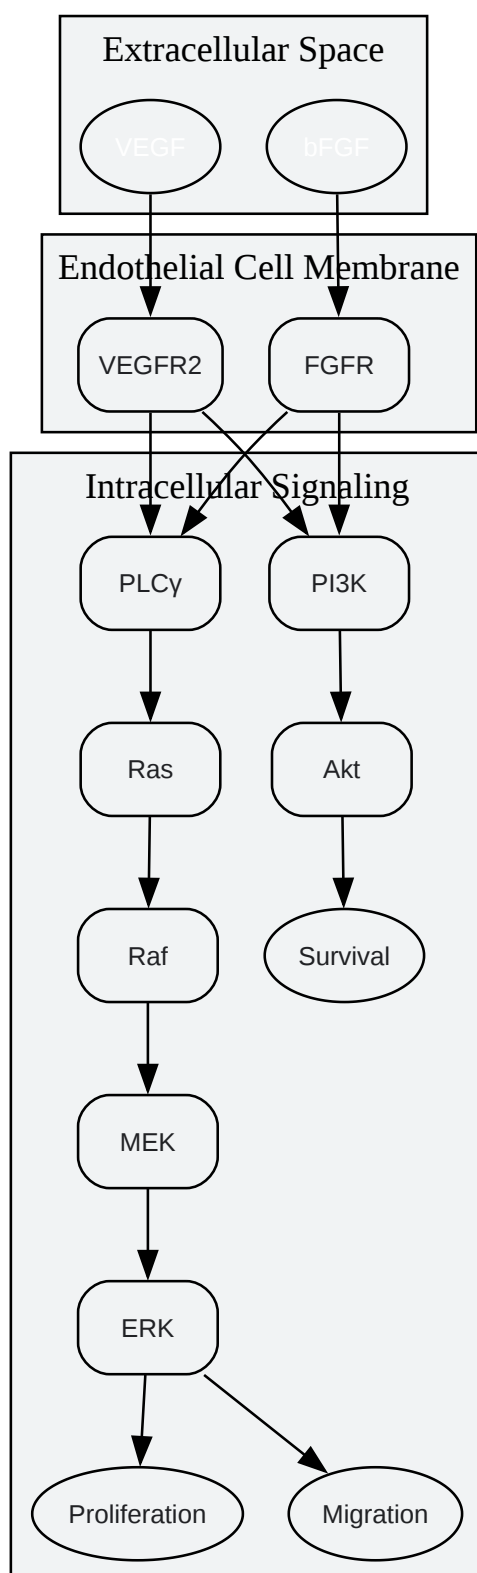 Extracellular Space
VEGF
bFGF
Endothelial Cell Membrane
VEGFR2
FGFR
Intracellular Signaling
PLCγ
PI3K
Ras
Akt
Raf
Survival
MEK
ERK
Proliferation
Migration